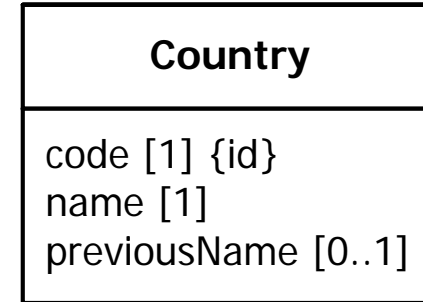 Country
code [1] {id}
name [1]
previousName [0..1]